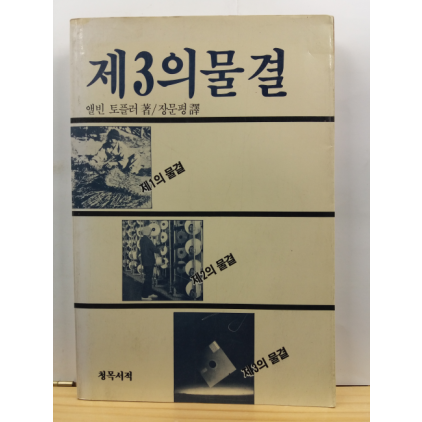 제3의물결
앨빈 토플러 著/장문평 譯
제1의 물결
제2의 물결
제3의 물결
청목서적